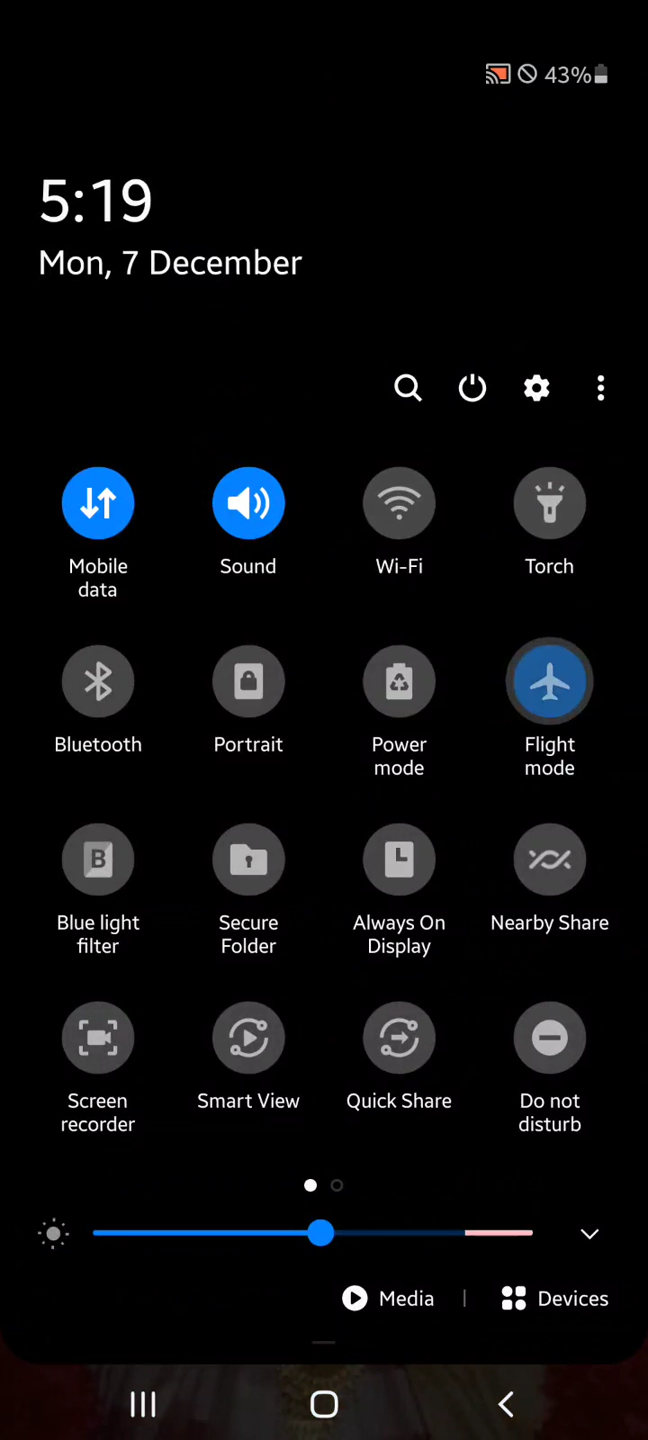 43%
5:19
Mon, 7 December
Mobile
data
Sound
Wi-Fi
Torch
Bluetooth
Portrait
Power
mode
Flight
mode
B
Blue light
filter
Secure
Folder
Always On
Display
Nearby Share
Screen
recorder
Smart View
Quick Share
Do not
disturb
Media | Devices